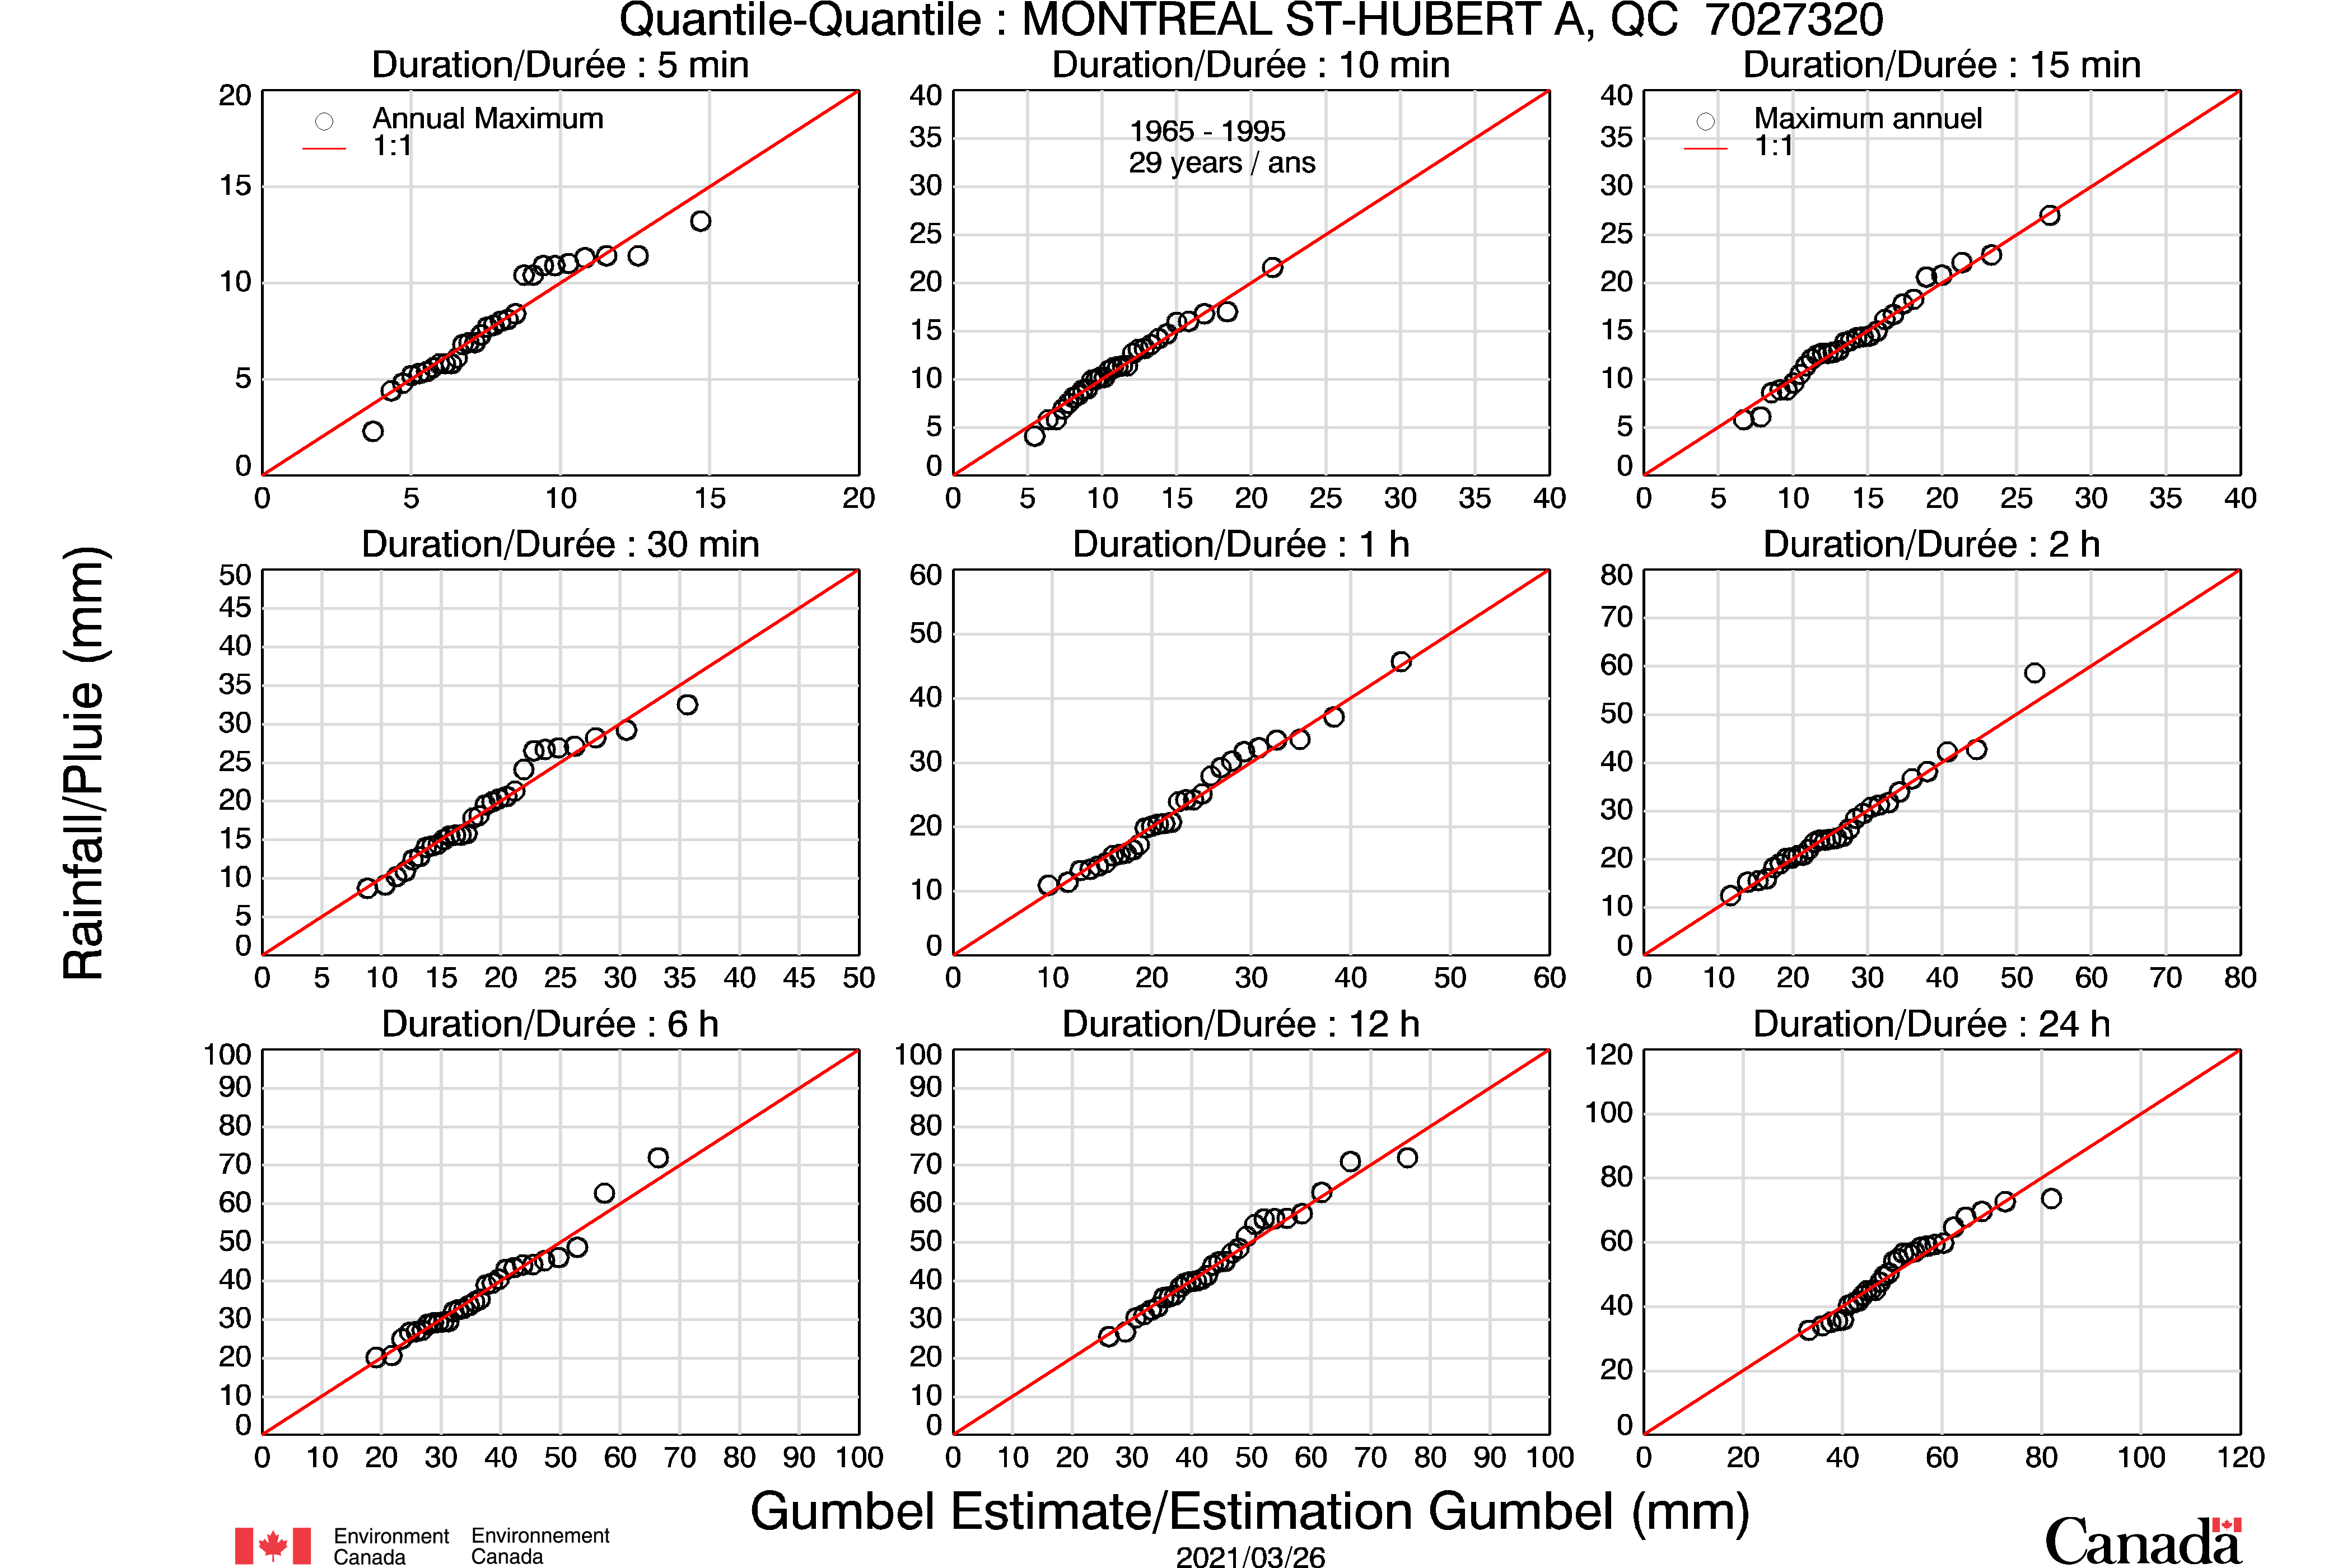 Quantile-Quantile : MONTREAL ST-HUBERT A, QC 7027320
Duration/Durée : 5 min
20
15
10
5
0
0 5 10 15 20
Annual Maximum
1:1
Duration/Durée : 10 min
40
35
30
25
20
15
10
5
0
0 5 10 15 20 25 30 35 40
1965 - 1995
29 years / ans
Duration/Durée : 15 min
40
35
30
25
20
15
10
5
0
0 5 10 15 20 25 30 35 40
Maximum annuel
1:1
Rainfall/Pluie (mm)
Duration/Durée : 30 min
50
45
40
35
30
25
20
15
10
5
0
0 5 10 15 20 25 30 35 40 45 50
Duration/Durée : 1 h
60
50
40
30
20
10
0
0 10 20 30 40 50 60
Duration/Durée : 2 h
80
70
60
50
40
30
20
10
0
0 10 20 30 40 50 60 70 80
Duration/Durée : 6 h
100
90
80
70
60
50
40
30
20
10
0
0 10 20 30 40 50 60 70 80 90 100
Duration/Durée : 12 h
100
90
80
70
60
50
40
30
20
10
0
0 10 20 30 40 50 60 70 80 90 100
Duration/Durée : 24 h
120
100
80
60
40
20
0
0 20 40 60 80 100 120
Gumbel Estimate/Estimation Gumbel (mm)
Environment Canada
Environnement Canada
2021/03/26
Canada